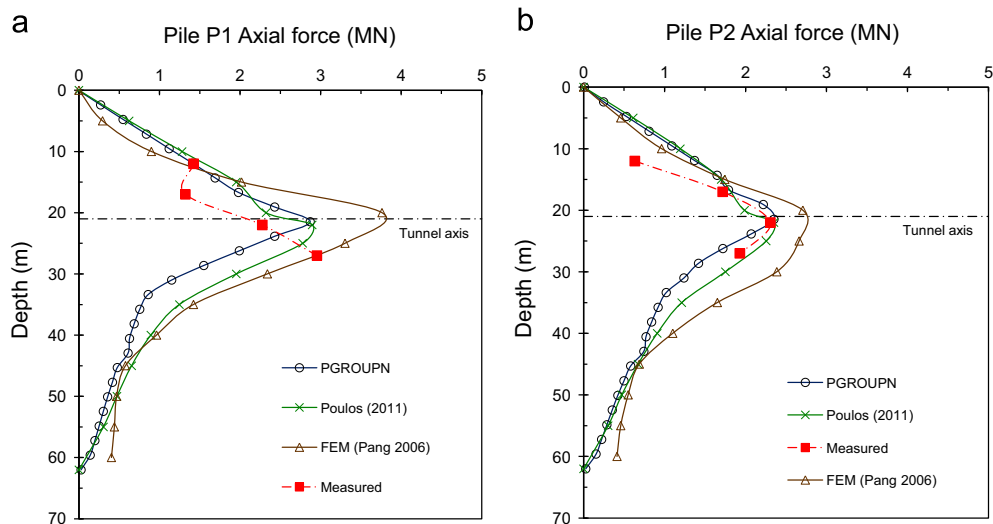 a
Pile P1 Axial force (MN)
0 1 2 3 4 5
0
10
20
30
40
50
60
70
Depth (m)
Tunnel axis
PGROUPN
Poulos (2011)
FEM (Pang 2006)
Measured
b
Pile P2 Axial force (MN)
0 1 2 3 4 5
0
10
20
30
40
50
60
70
Depth (m)
Tunnel axis
PGROUPN
Poulos (2011)
Measured
FEM (Pang 2006)